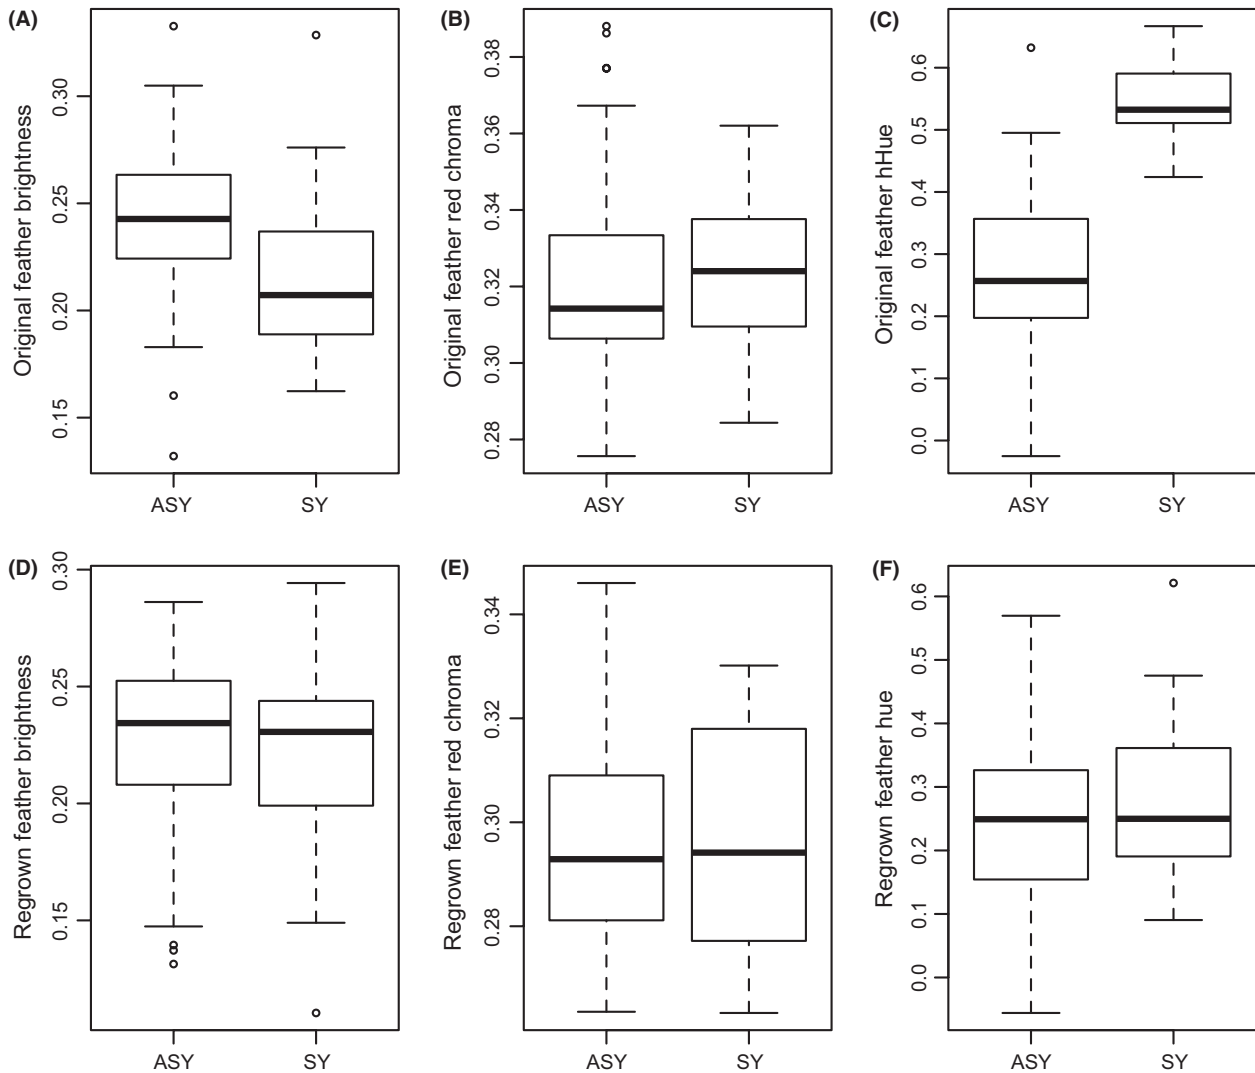 (A)
Original feather brightness
0.30
0.25
0.20
0.15
ASY
SY
(B)
Original feather red chroma
0.38
0.36
0.34
0.32
0.30
0.28
ASY
SY
(C)
Original feather hHue
0.6
0.5
0.4
0.3
0.2
0.1
0.0
ASY
SY
(D)
Regrown feather brightness
0.30
0.25
0.20
0.15
ASY
SY
(E)
Regrown feather red chroma
0.34
0.32
0.30
0.28
ASY
SY
(F)
Regrown feather hue
0.6
0.5
0.4
0.3
0.2
0.1
0.0
ASY
SY